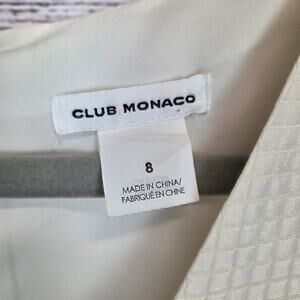 CLUB MONACO
8
MADE IN CHINA/
FABRIQUÉ EN CHINE